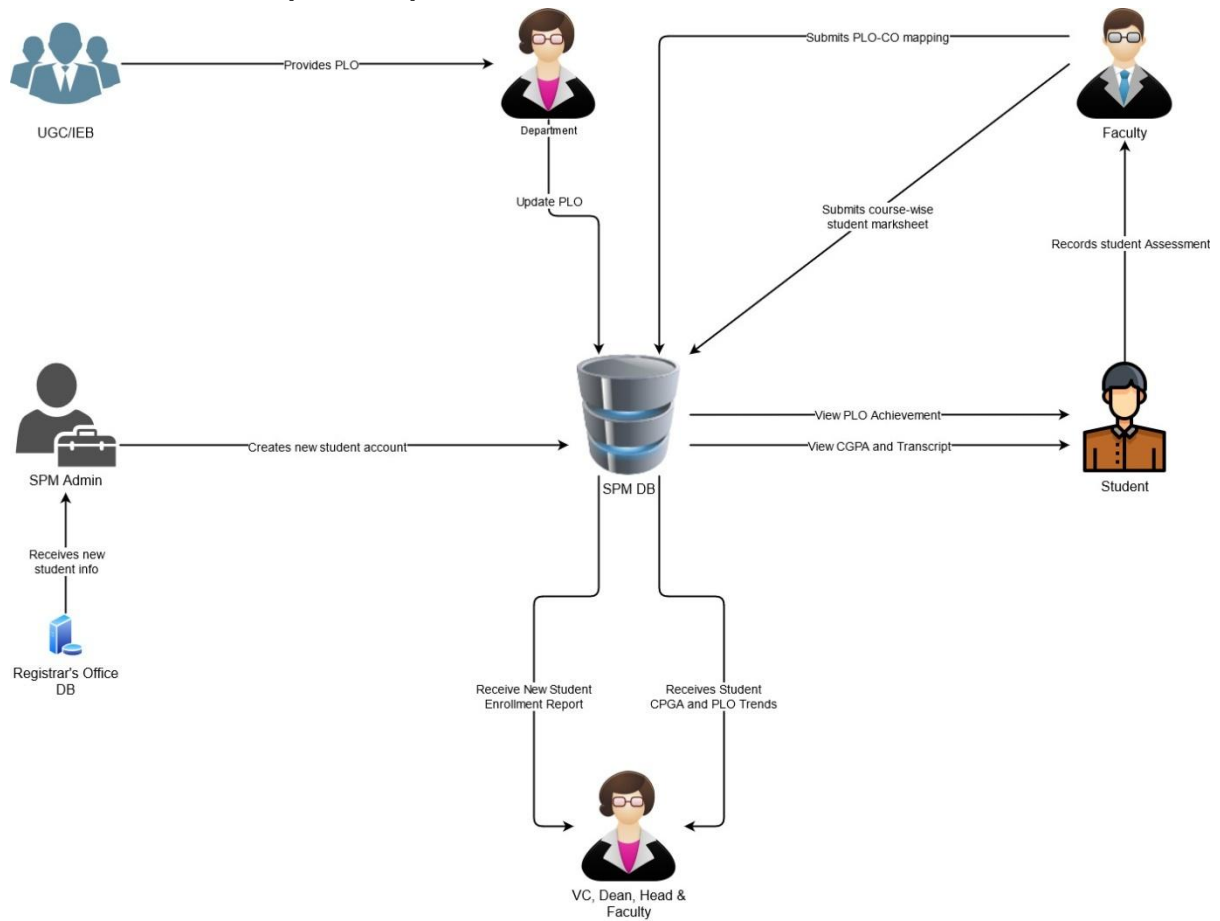 Provides PLO
Submits PLO-CO mapping
UGC/IEB
Department
Faculty
Update PLO
Submits course-wise
student marksheet
Records student Assessment
View PLO Achievement
Creates new student account
View CGPA and Transcript
SPM Admin
SPM DB
Student
Receives new
student info
Registrar's Office
DB
Receive New Student
Enrollment Report
Receives Student
CPGA and PLO Trends
VC, Dean, Head &
Faculty